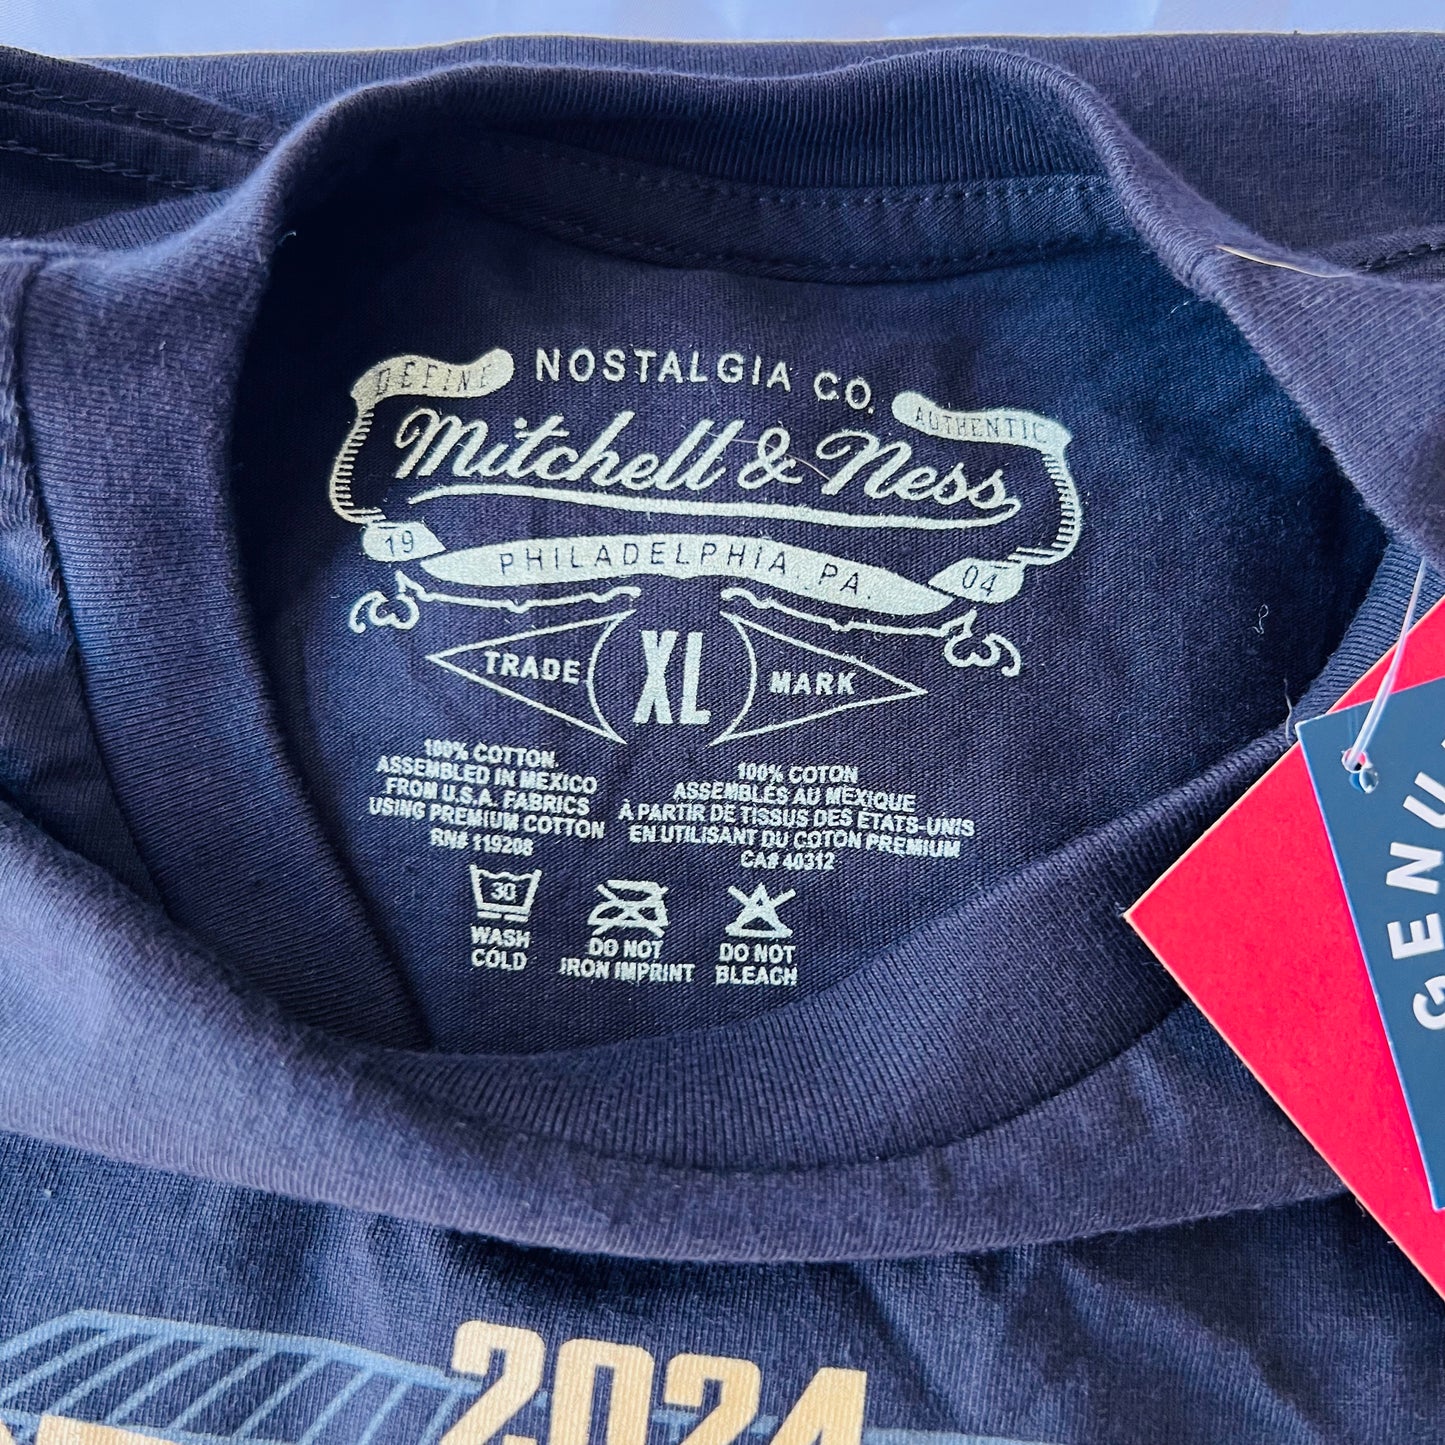 NOSTALGIA CO.
DEFINE
AUTHENTIC
Mitchell & Ness
19
PHILADELPHIA, PA.
04
TRADE
XL
MARK
100% COTTON
ASSEMBLED IN MEXICO
FROM U.S.A. FABRICS
USING PREMIUM COTTON
RN# 119208
100% COTON
ASSEMBLÉS AU MEXIQUE
À PARTIR DE TISSUS DES ÉTATS-UNIS
EN UTILISANT DU COTON PREMIUM
CA# 40312
30
WASH
COLD
DO NOT
IRON IMPRINT
DO NOT
BLEACH
GENU
2024